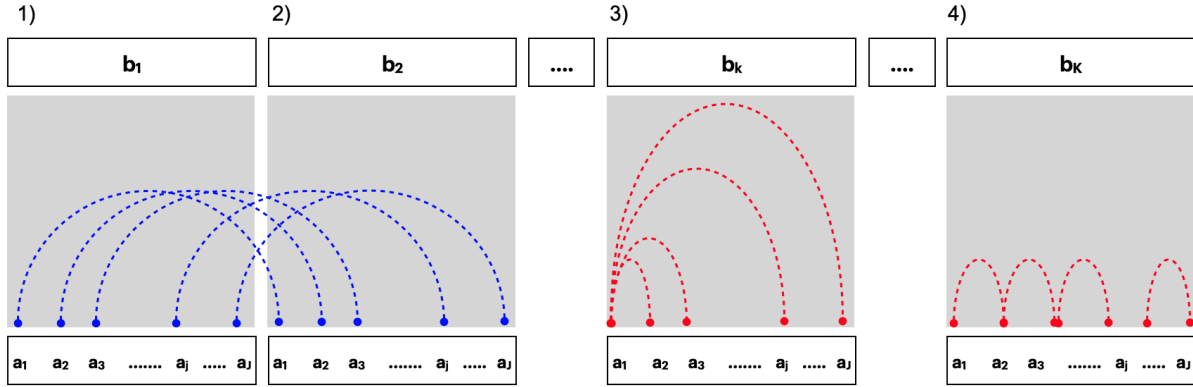 1) 2) 3) 4)
b₁ b₂ .... bₖ .... b_K
a₁ a₂ a₃ ....... aⱼ ..... a_J a₁ a₂ a₃ ....... aⱼ ..... a_J a₁ a₂ a₃ ....... aⱼ ..... a_J a₁ a₂ a₃ ....... aⱼ ..... a_J